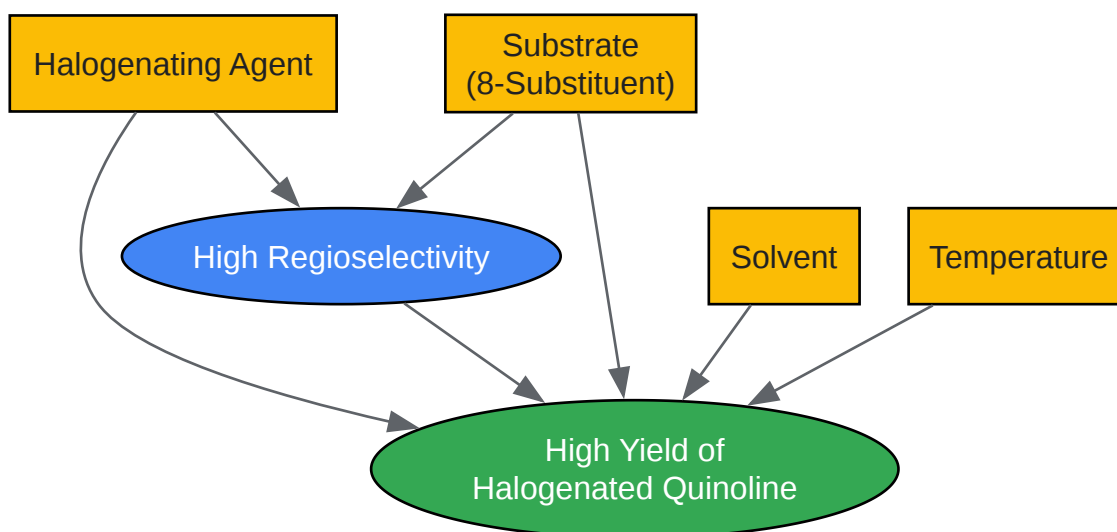 Halogenating Agent
Substrate
(8-Substituent)
High Regioselectivity
Solvent
Temperature
High Yield of
Halogenated Quinoline